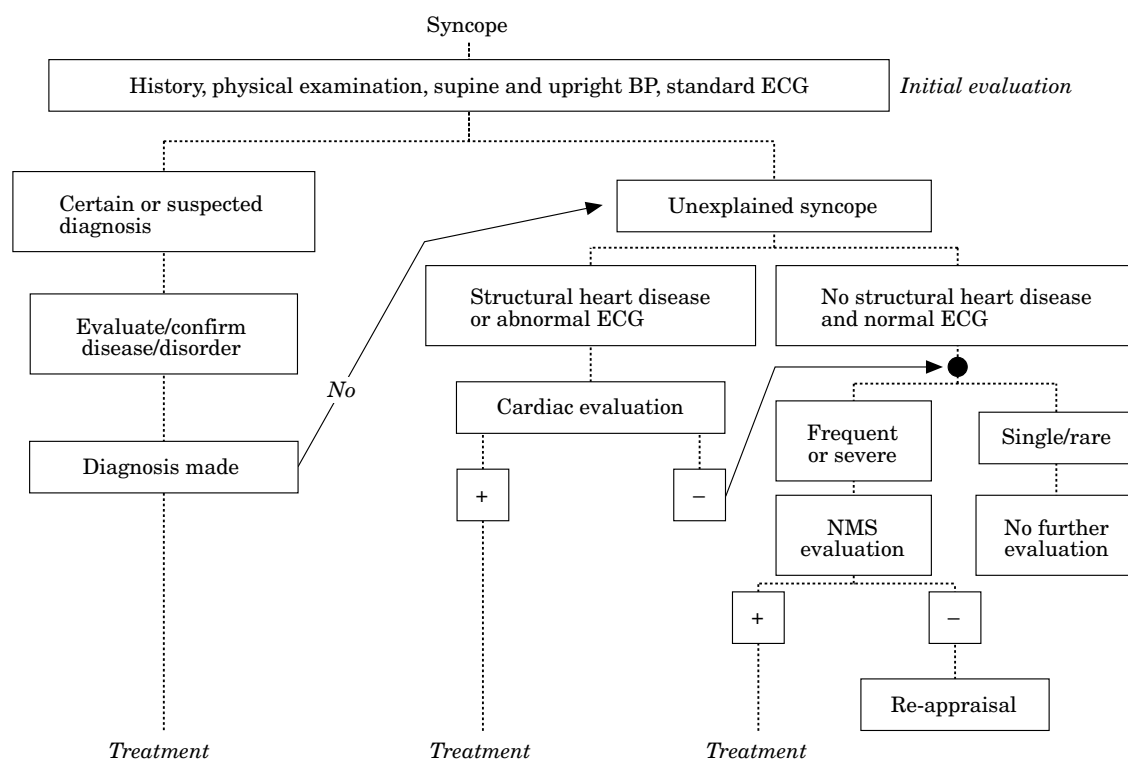 Syncope
History, physical examination, supine and upright BP, standard ECG
Initial evaluation
Certain or suspected
diagnosis
Unexplained syncope
Structural heart disease
or abnormal ECG
No structural heart disease
and normal ECG
Evaluate/confirm
disease/disorder
No
Cardiac evaluation
Frequent
or severe
Single/rare
Diagnosis made
+
–
NMS
evaluation
No further
evaluation
+
–
Re-appraisal
Treatment
Treatment
Treatment